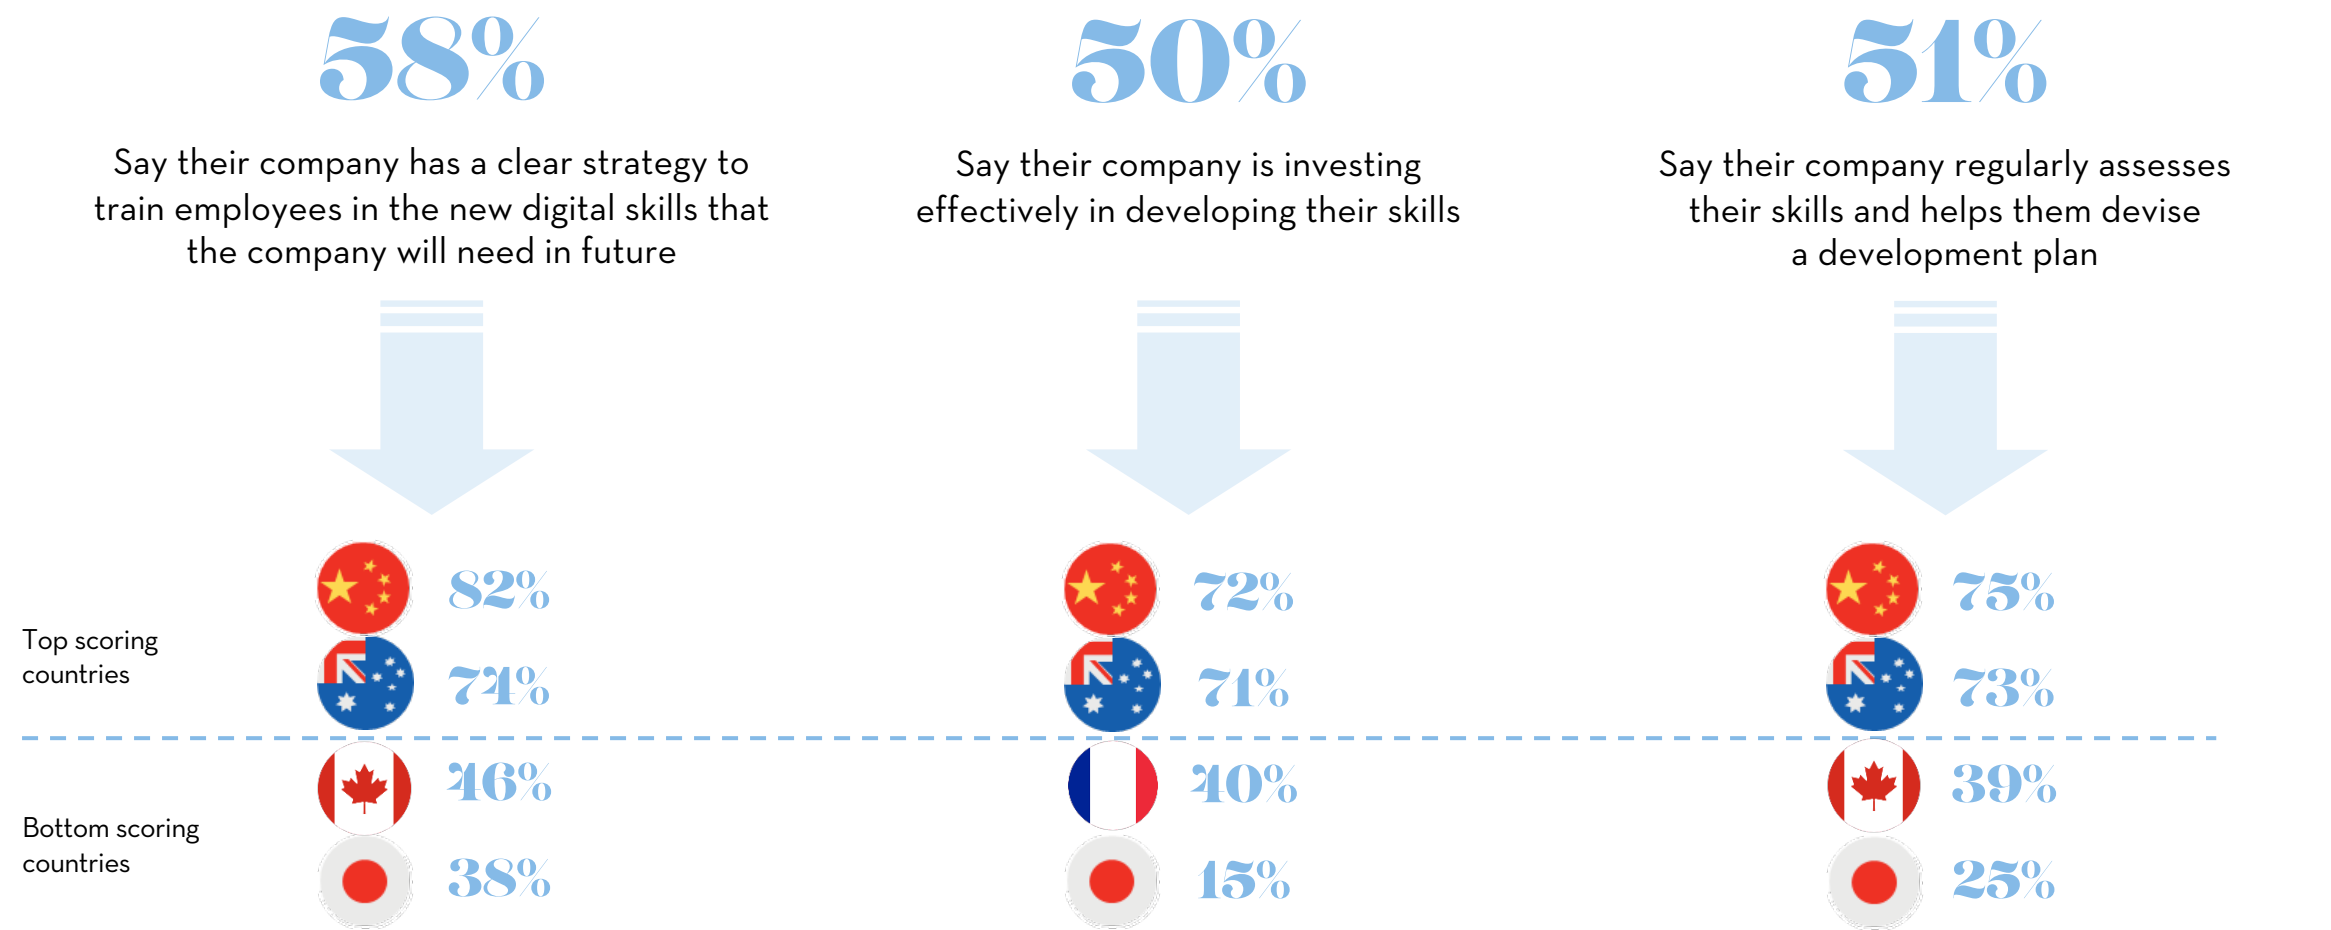 58%
Say their company has a clear strategy to
train employees in the new digital skills that
the company will need in future
50%
Say their company is investing
effectively in developing their skills
51%
Say their company regularly assesses
their skills and helps them devise
a development plan
Top scoring
countries
82%
72%
75%
74%
71%
73%
Bottom scoring
countries
46%
40%
39%
38%
15%
25%